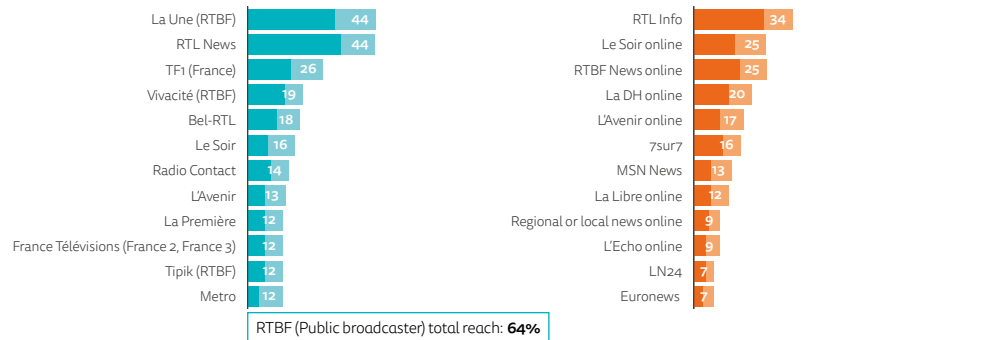 La Une (RTBF) 44
RTL News 44
TF1 (France) 26
Vivacité (RTBF) 19
Bel-RTL 18
Le Soir 16
Radio Contact 14
L'Avenir 13
La Première 12
France Télévisions (France 2, France 3) 12
Tipik (RTBF) 12
Metro 12
RTBF (Public broadcaster) total reach: 64%
RTL Info 34
Le Soir online 25
RTBF News online 25
La DH online 20
L'Avenir online 17
7sur7 16
MSN News 13
La Libre online 12
Regional or local news online 9
L'Echo online 9
LN24 7
Euronews 7